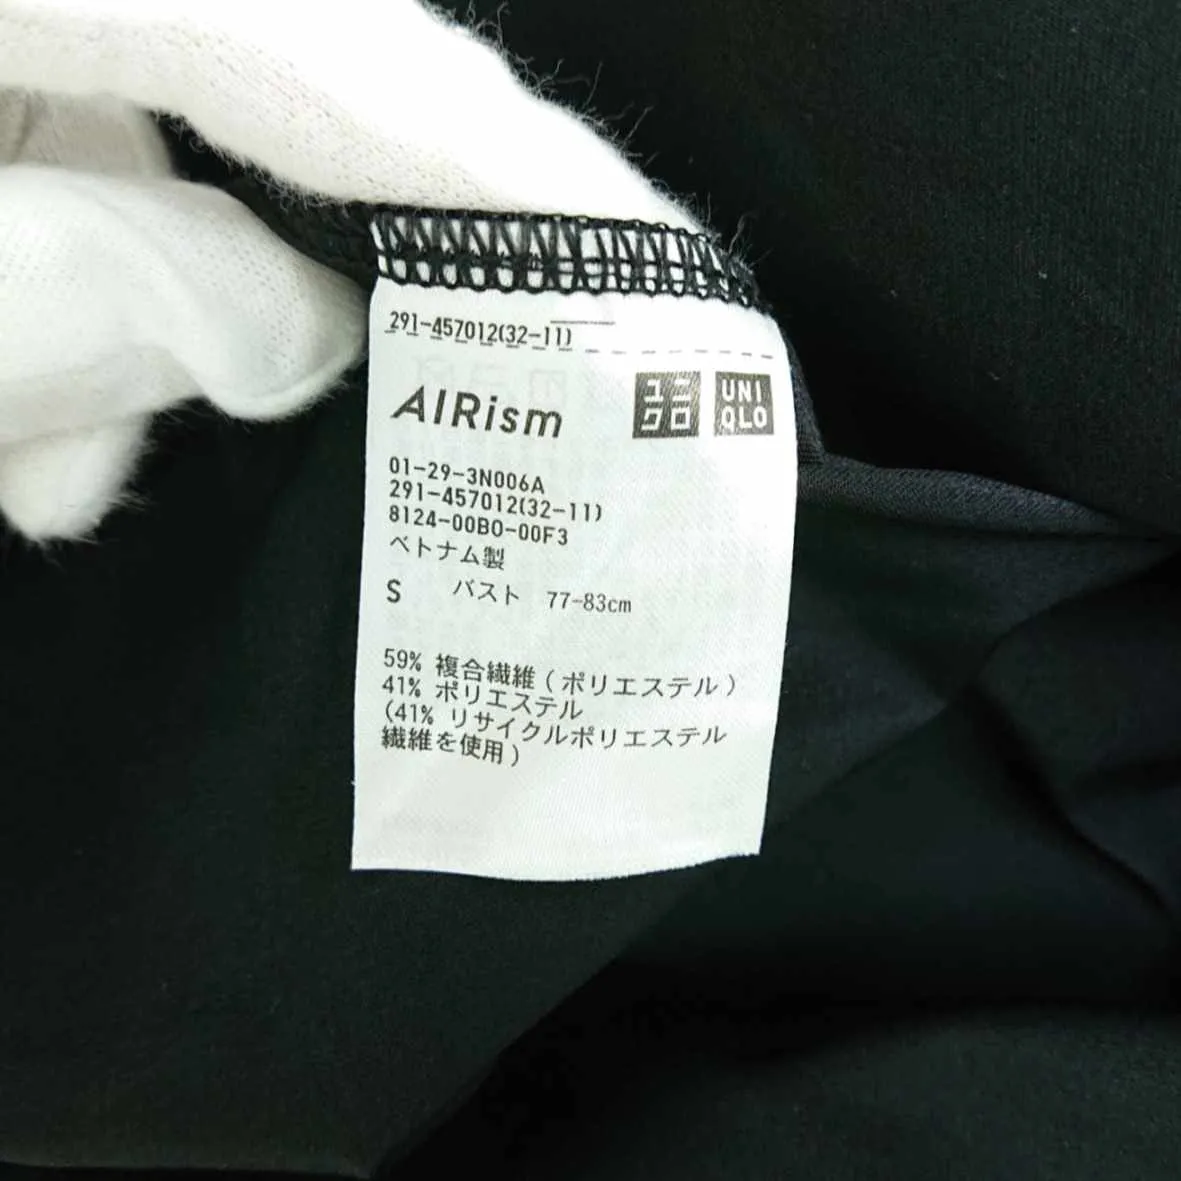 291-457012(32-11)
AIRism
ユニ
クロ
UNI
QLO
01-29-3N006A
291-457012(32-11)
8124-00B0-00F3
ベトナム製
S バスト 77-83cm
59% 複合繊維(ポリエステル)
41% ポリエステル
(41% リサイクルポリエステル
繊維を使用)